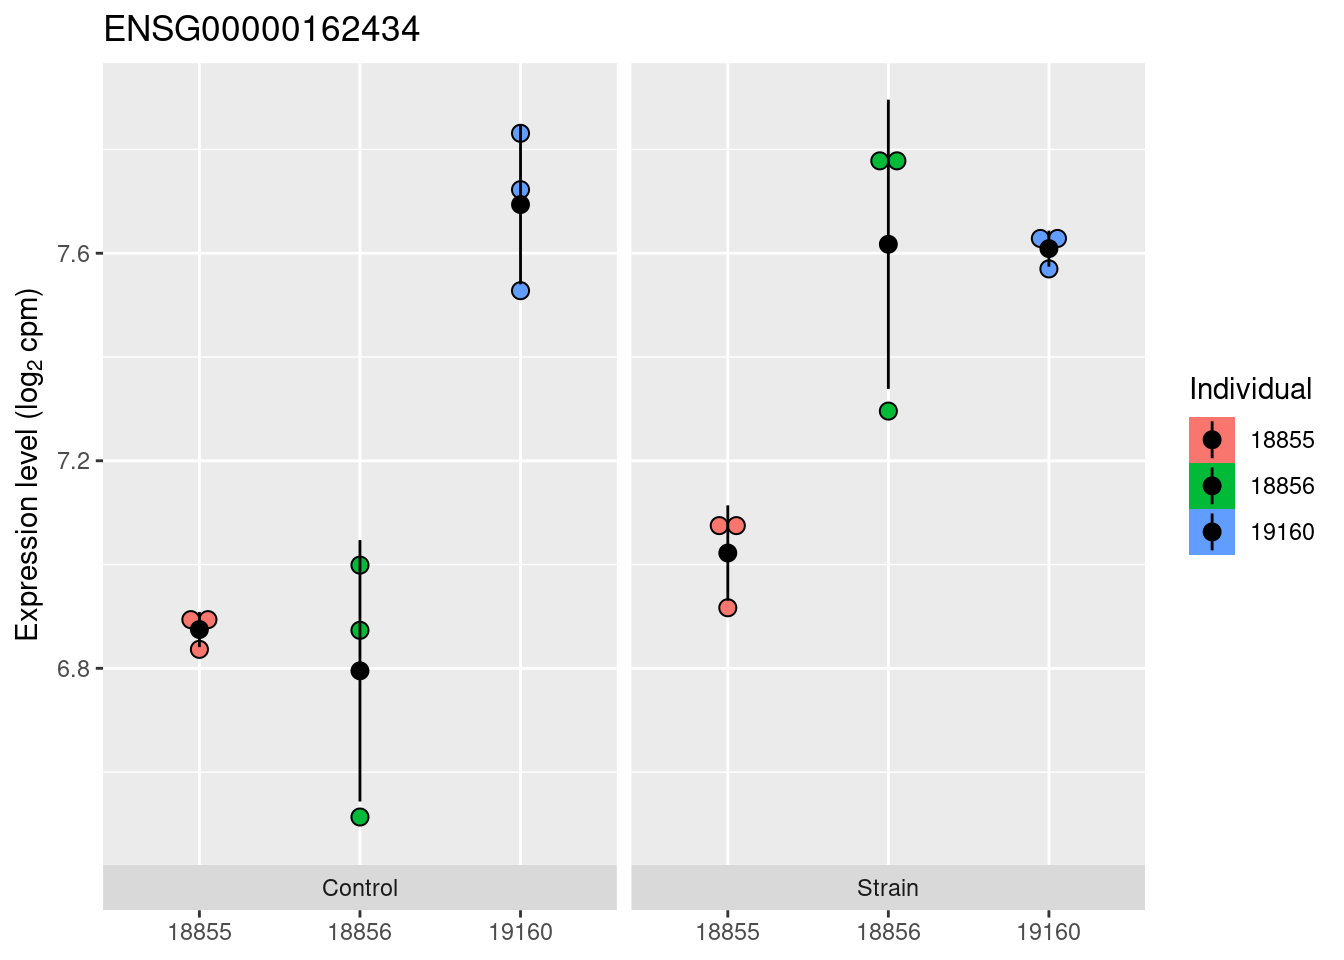 ENSG00000162434
Expression level (log₂ cpm)
7.6
7.2
6.8
Control
Strain
18855
18856
19160
18855
18856
19160
Individual
18855
18856
19160